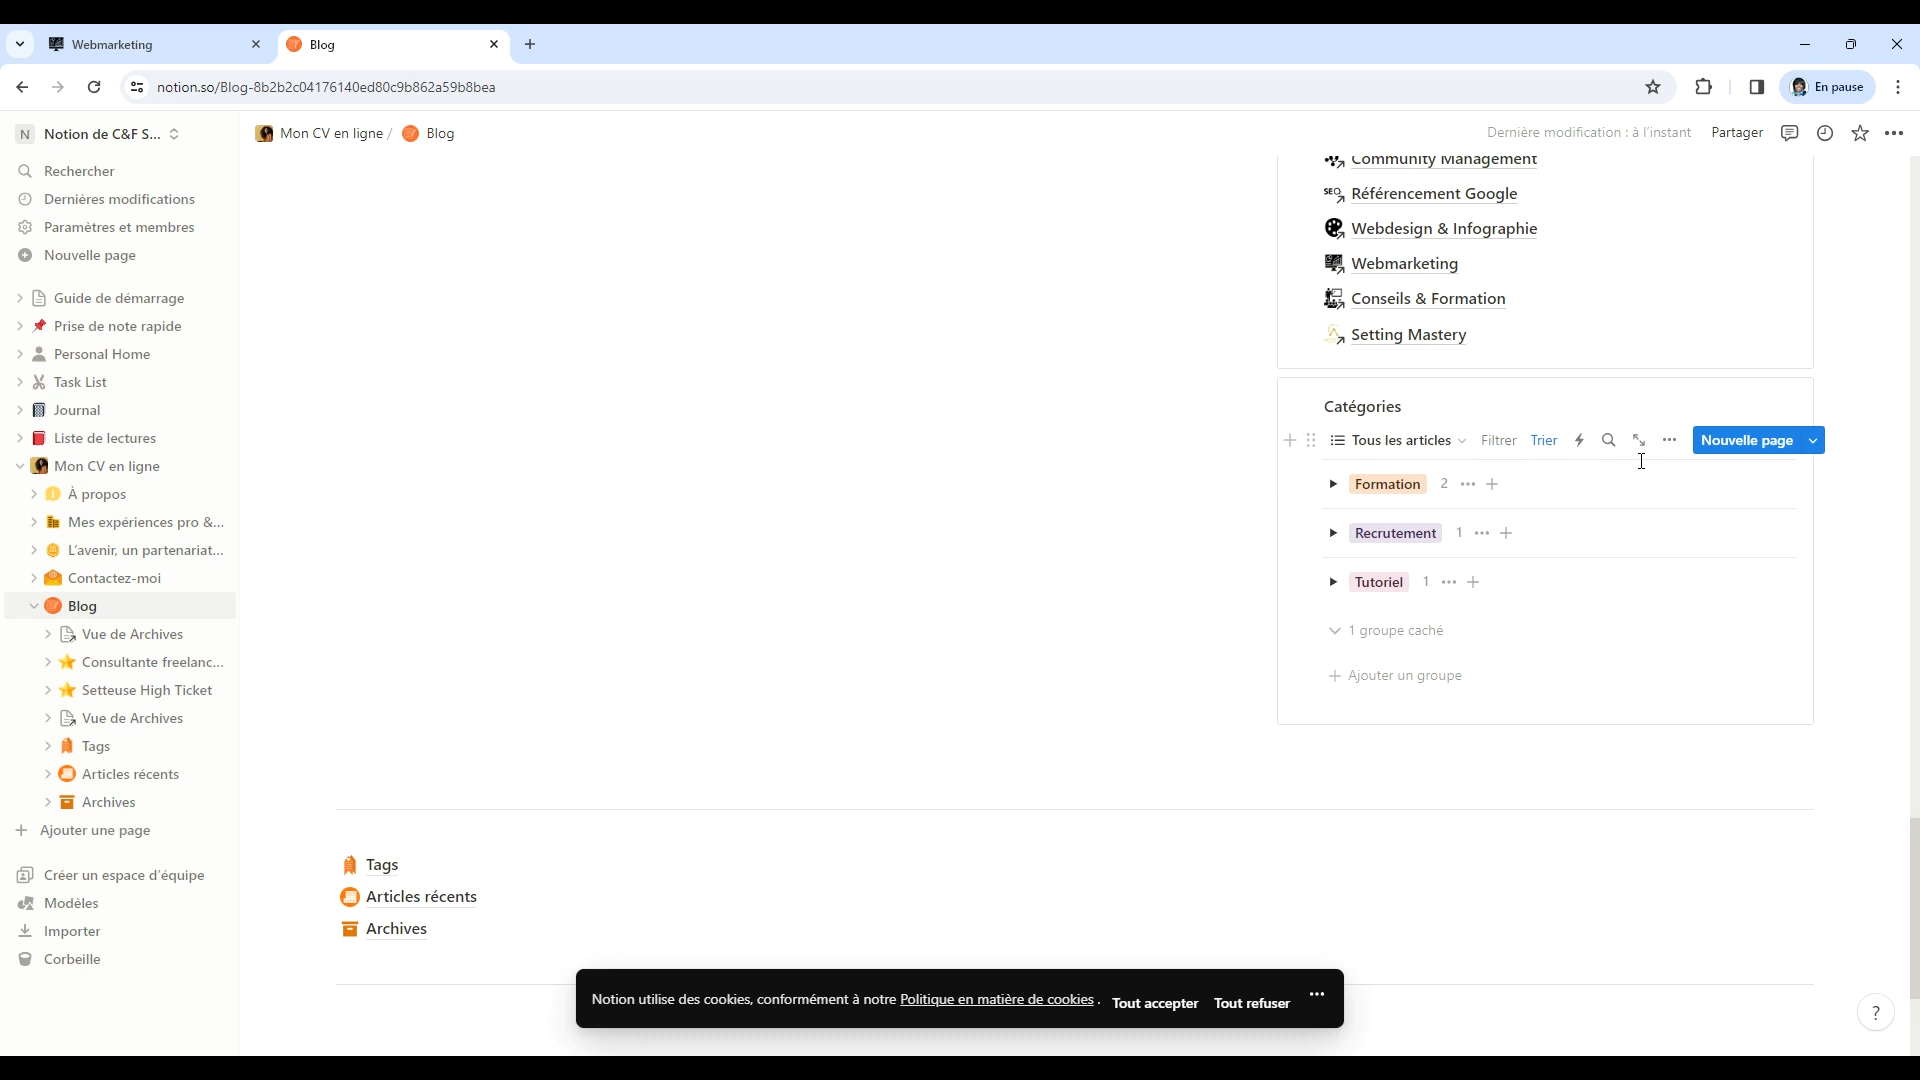 Webmarketing
Blog
notion.so/Blog-8b2b2c04176140ed80c9b862a59b8bea
En pause
N Notion de C&F S...
Mon CV en ligne / Blog
Dernière modification : à l'instant
Partager
Rechercher
Dernières modifications
Paramètres et membres
Nouvelle page
Guide de démarrage
Prise de note rapide
Personal Home
Task List
Journal
Liste de lectures
Mon CV en ligne
À propos
Mes expériences pro &...
L'avenir, un partenariat...
Contactez-moi
Blog
Vue de Archives
Consultante freelanc...
Setteuse High Ticket
Vue de Archives
Tags
Articles récents
Archives
Ajouter une page
Créer un espace d'équipe
Modèles
Importer
Corbeille
Community Management
SEO Référencement Google
Webdesign & Infographie
Webmarketing
Conseils & Formation
Setting Mastery
Catégories
Tous les articles Filtrer Trier Nouvelle page
Formation 2
Recrutement 1
Tutoriel 1
1 groupe caché
Ajouter un groupe
Tags
Articles récents
Archives
Notion utilise des cookies, conformément à notre Politique en matière de cookies . Tout accepter Tout refuser
?